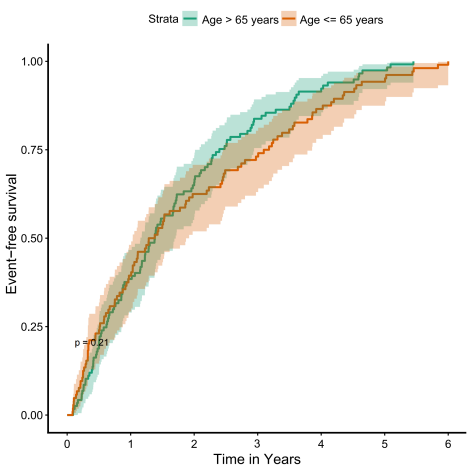 Strata Age > 65 years Age <= 65 years
Event-free survival
1.00
0.75
0.50
0.25
0.00
p = 0.21
0 1 2 3 4 5 6
Time in Years